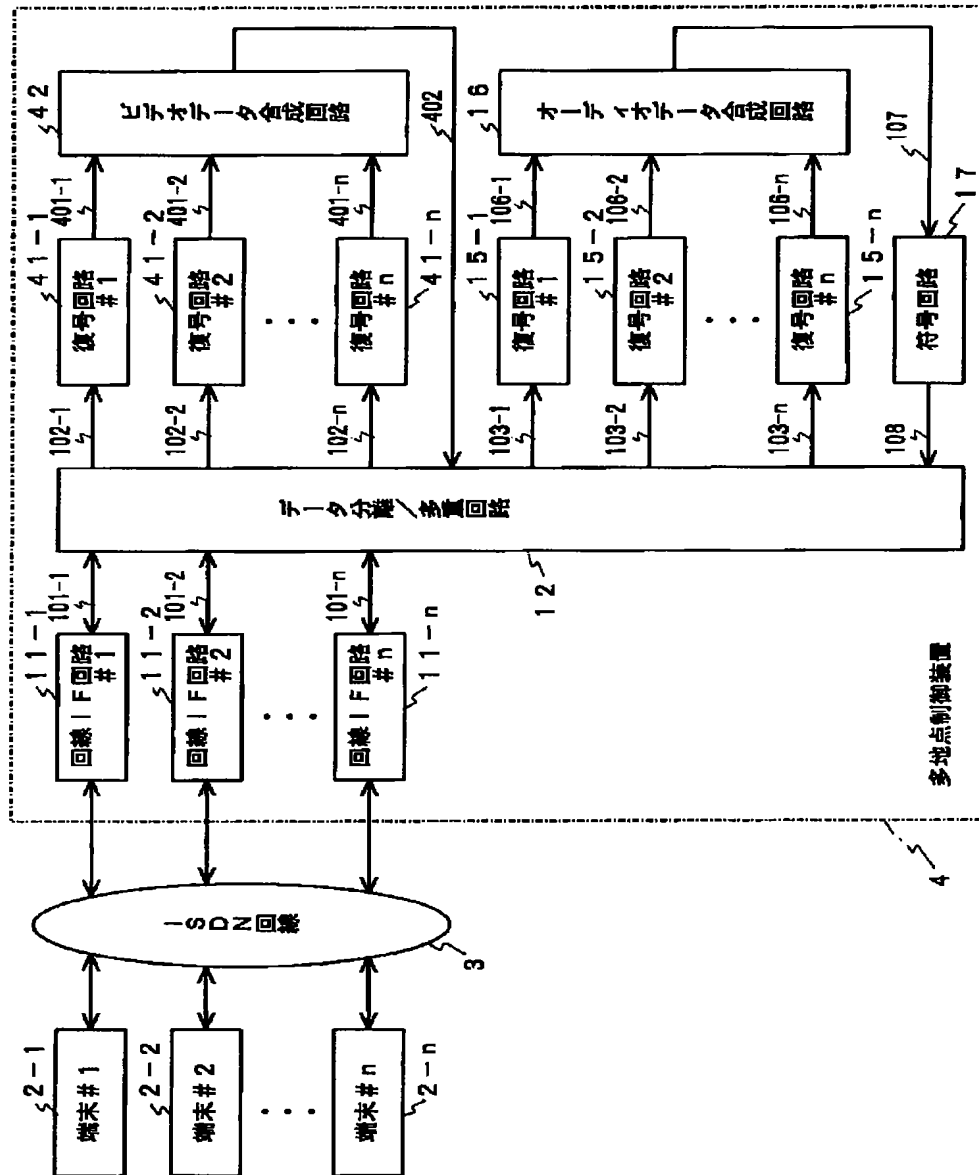 端末#1
2-1
端末#2
2-2
・・・
端末#n
2-n
ISDN回線
3
回線IF回路
#1
11-1
回線IF回路
#2
11-2
・・・
回線IF回路
#n
11-n
101-1
101-2
101-n
データ分離/多重回路
12
102-1
102-2
102-n
103-1
103-2
103-n
108
復号回路
#1
41-1
復号回路
#2
41-2
・・・
復号回路
#n
41-n
401-1
401-2
401-n
ビデオデータ合成回路
42
402
復号回路
#1
15-1
復号回路
#2
15-2
・・・
復号回路
#n
15-n
106-1
106-2
106-n
オーディオデータ合成回路
16
107
符号回路
17
多地点制御装置
4